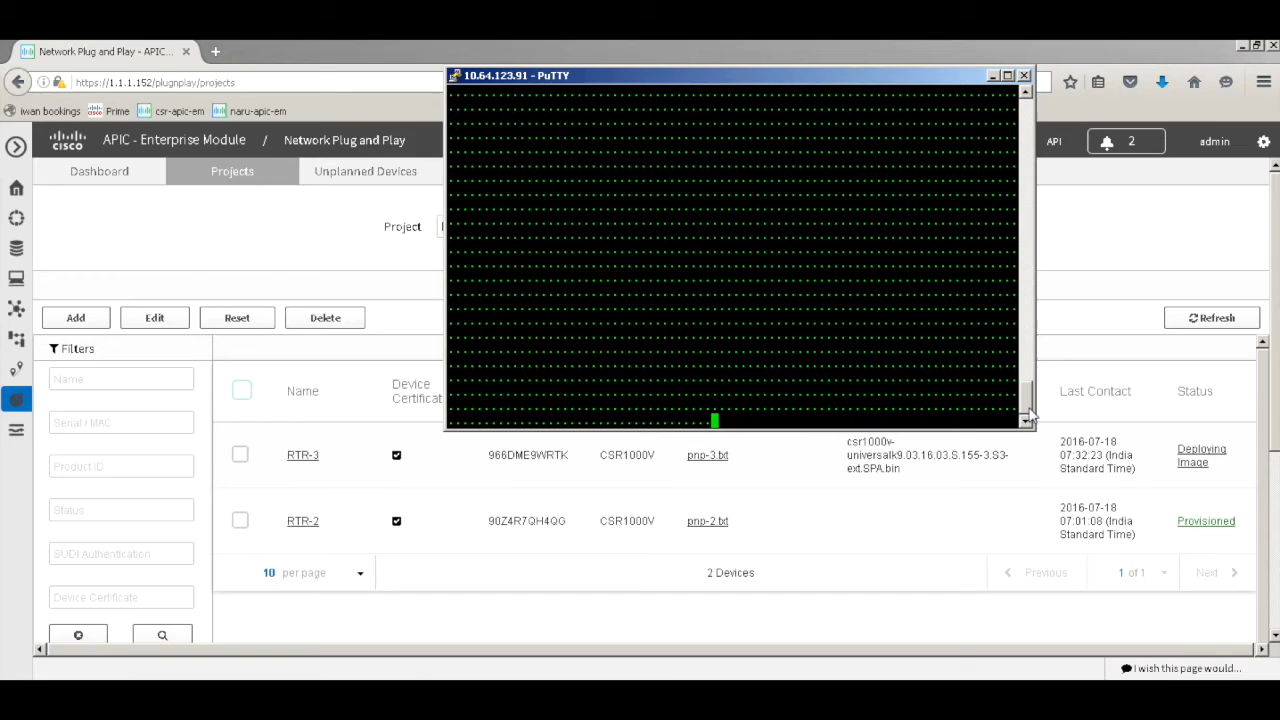 Network Plug and Play - APIC...
10.64.123.91 - PuTTY
https://1.1.1.152/plugnplay/projects
iwan bookings
Prime
csr-apic-em
naru-apic-em
CISCO
APIC - Enterprise Module / Network Plug and Play
API
2
admin
Dashboard
Projects
Unplanned Devices
Project
Add
Edit
Reset
Delete
Refresh
Filters
Name
Serial / MAC
Product ID
Status
SUDI Authentication
Device Certificate
Name
Device
Certificat
Last Contact
Status
RTR-3
966DME9WRTK
CSR1000V
pnp-3.txt
csr1000v-
universalk9.03.16.03.S.155-3.S3-
ext.SPA.bin
2016-07-18
07:32:23 (India
Standard Time)
Deploying
Image
RTR-2
90Z4R7QH4QG
CSR1000V
pnp-2.txt
2016-07-18
07:01:08 (India
Standard Time)
Provisioned
10 per page
2 Devices
Previous
1 of 1
Next
I wish this page would...